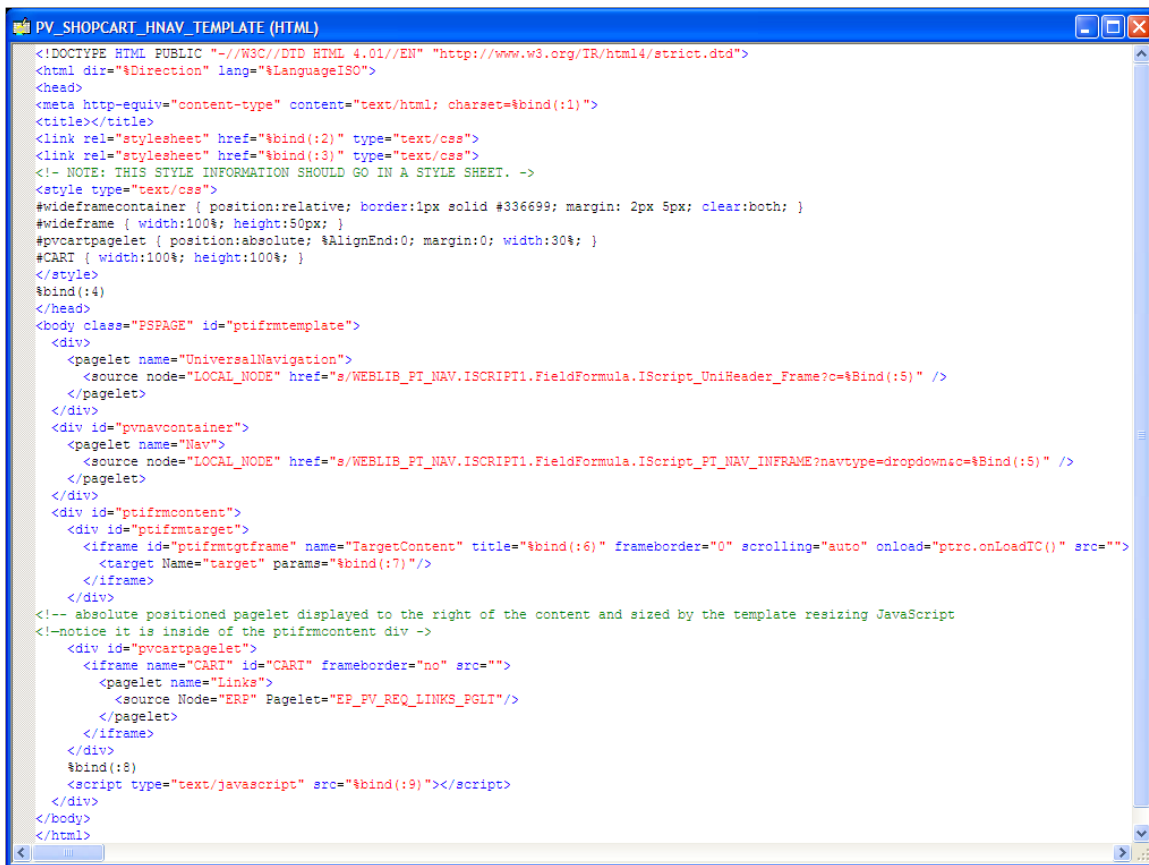 PV_SHOPCART_HNAV_TEMPLATE (HTML)
<!DOCTYPE HTML PUBLIC "-//W3C//DTD HTML 4.01//EN" "http://www.w3.org/TR/html4/strict.dtd">
<html dir="%Direction" lang="%LanguageISO">
<head>
<meta http-equiv="content-type" content="text/html; charset=%bind(:1)">
<title></title>
<link rel="stylesheet" href="%bind(:2)" type="text/css">
<link rel="stylesheet" href="%bind(:3)" type="text/css">
<!- NOTE: THIS STYLE INFORMATION SHOULD GO IN A STYLE SHEET. ->
<style type="text/css">
#wideframecontainer { position:relative; border:1px solid #336699; margin: 2px 5px; clear:both; }
#wideframe { width:100%; height:50px; }
#pvcartpagelet { position:absolute; %AlignEnd:0; margin:0; width:30%; }
#CART { width:100%; height:100%; }
</style>
%bind(:4)
</head>
<body class="PSPAGE" id="ptifrmtemplate">
<div>
<pagelet name="UniversalNavigation">
<source node="LOCAL_NODE" href="s/WEBLIB_PT_NAV.ISCRIPT1.FieldFormula.IScript_UniHeader_Frame?c=%Bind(:5)" />
</pagelet>
</div>
<div id="pvnavcontainer">
<pagelet name="Nav">
<source node="LOCAL_NODE" href="s/WEBLIB_PT_NAV.ISCRIPT1.FieldFormula.IScript_PT_NAV_INFRAME?navtype=dropdown&c=%Bind(:5)" />
</pagelet>
</div>
<div id="ptifrmcontent">
<div id="ptifrmtarget">
<iframe id="ptifrmtgtframe" name="TargetContent" title="%bind(:6)" frameborder="0" scrolling="auto" onload="ptrc.onLoadTC()" src="">
<target Name="target" params="%bind(:7)"/>
</iframe>
</div>
<!-- absolute positioned pagelet displayed to the right of the content and sized by the template resizing JavaScript
<!—notice it is inside of the ptifrmcontent div ->
<div id="pvcartpagelet">
<iframe name="CART" id="CART" frameborder="no" src="">
<pagelet name="Links">
<source Node="ERP" Pagelet="EP_PV_REQ_LINKS_PGLT"/>
</pagelet>
</iframe>
</div>
%bind(:8)
<script type="text/javascript" src="%bind(:9)"></script>
</div>
</body>
</html>